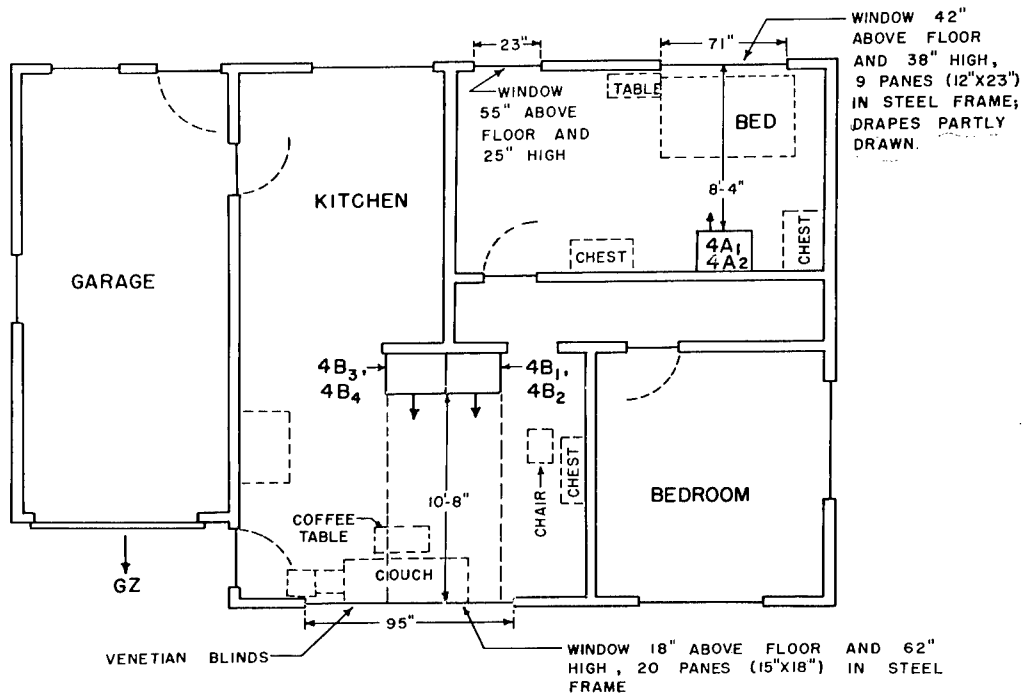 WINDOW 42"
ABOVE FLOOR
AND 38" HIGH,
9 PANES (12"X23")
IN STEEL FRAME;
DRAPES PARTLY
DRAWN.
23"
71"
WINDOW
55" ABOVE
FLOOR AND
25" HIGH
TABLE
BED
8'-4"
KITCHEN
GARAGE
CHEST
4A1
4A2
CHEST
4B3,
4B4
4B1,
4B2
10'-8"
CHAIR
CHEST
BEDROOM
COFFEE
TABLE
COUCH
GZ
95"
VENETIAN BLINDS
WINDOW 18" ABOVE FLOOR AND 62"
HIGH, 20 PANES (15"X18") IN STEEL
FRAME